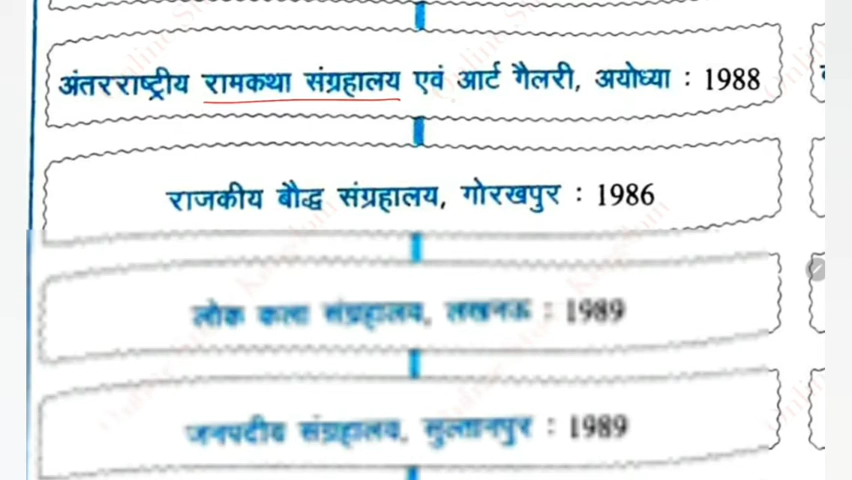 अंतरराष्ट्रीय रामकथा संग्रहालय एवं आर्ट गैलरी, अयोध्या : 1988
राजकीय बौद्ध संग्रहालय, गोरखपुर : 1986
लोक कला संग्रहालय, लखनऊ : 1989
जनपदीय संग्रहालय, सुल्तानपुर : 1989